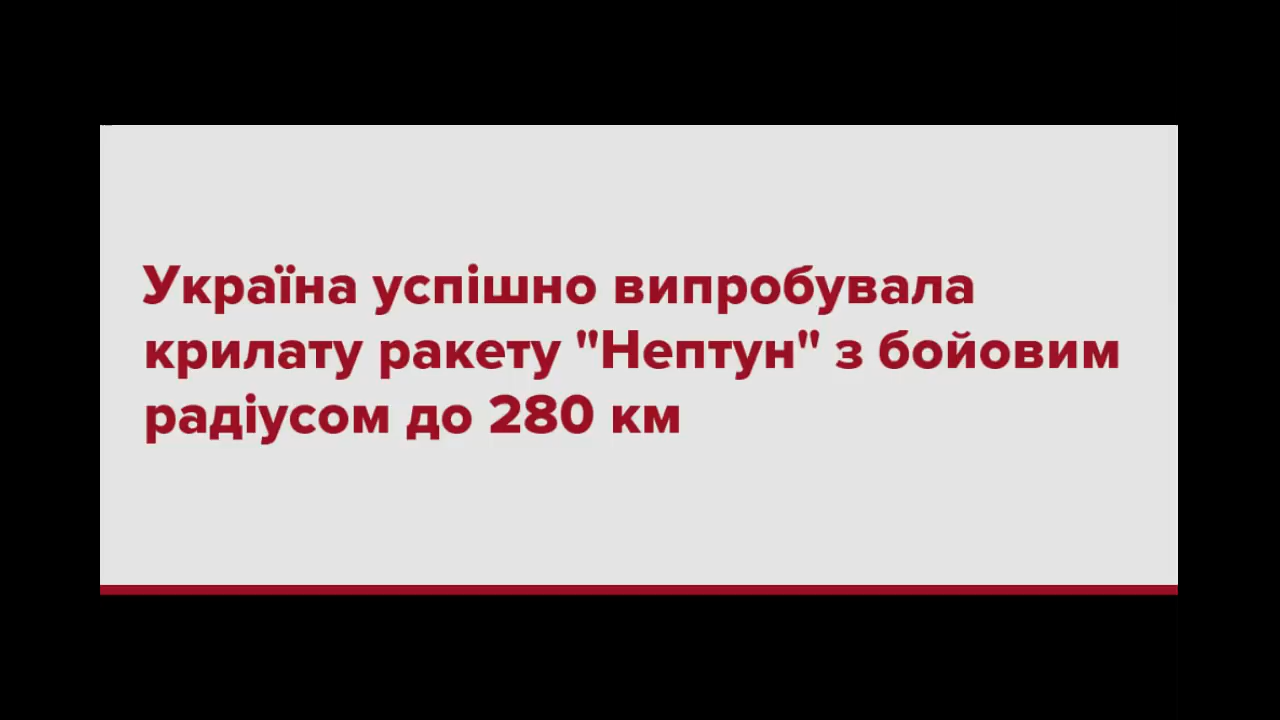 Україна успішно випробувала
крилату ракету "Нептун" з бойовим
радіусом до 280 км